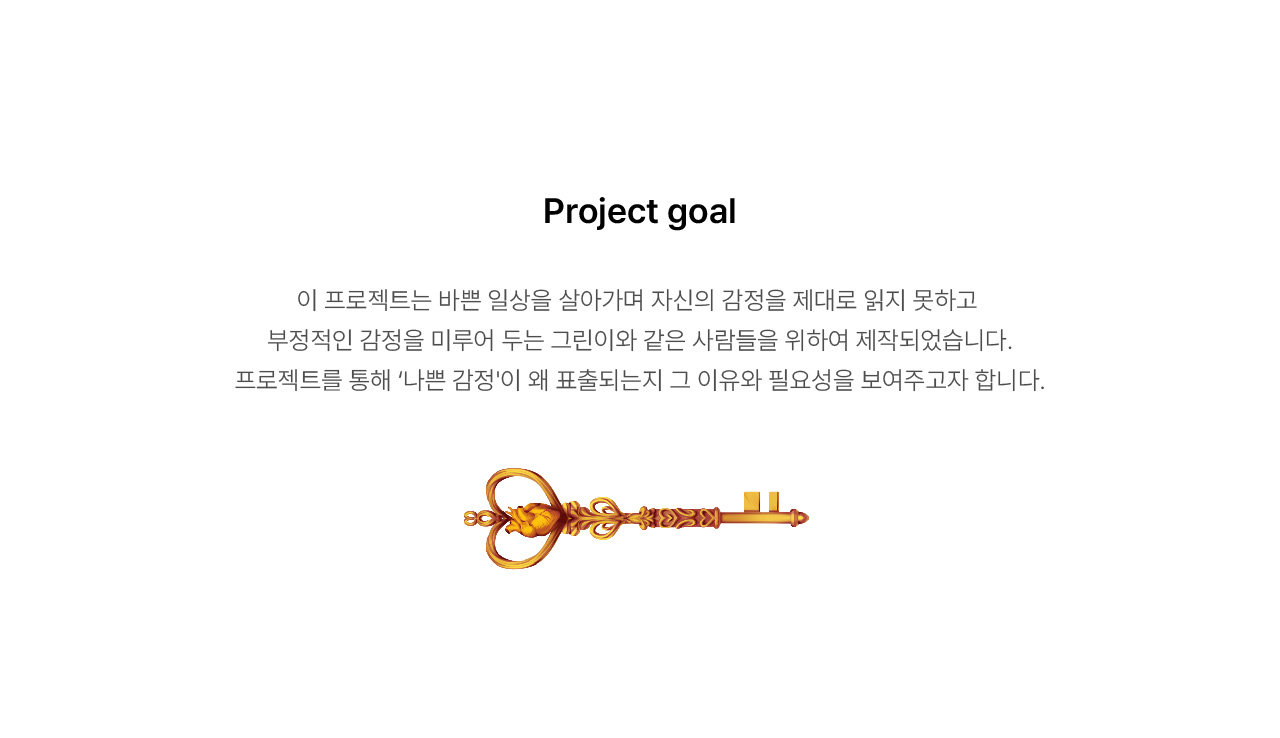 Project goal
이 프로젝트는 바쁜 일상을 살아가며 자신의 감정을 제대로 읽지 못하고
부정적인 감정을 미루어 두는 그린이와 같은 사람들을 위하여 제작되었습니다.
프로젝트를 통해 ‘나쁜 감정'이 왜 표출되는지 그 이유와 필요성을 보여주고자 합니다.